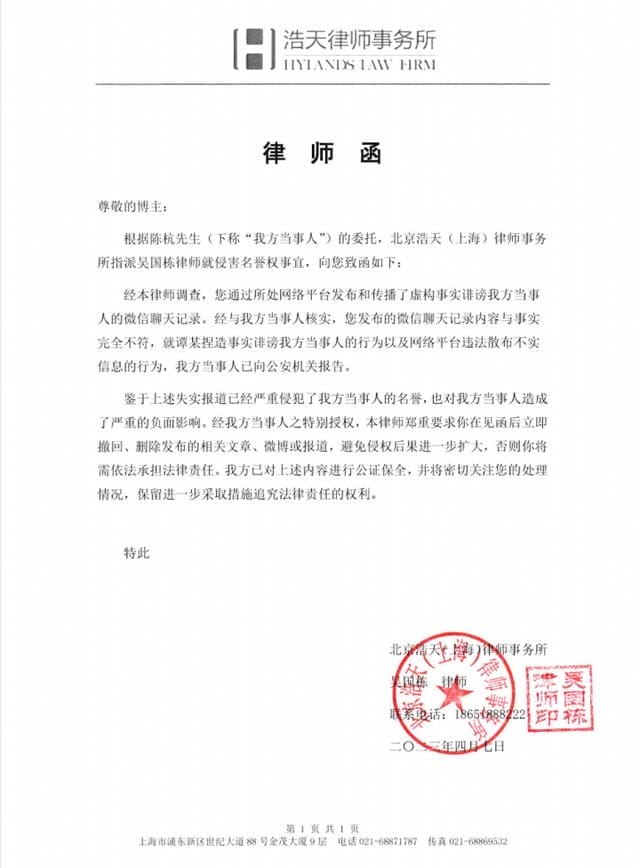 浩天律师事务所
HYLANDS LAW FIRM
律 师 函
尊敬的博主：
根据陈杭先生（下称“我方当事人”）的委托，北京浩天（上海）律师事务
所指派吴国栋律师就侵害名誉权事宜，向您致函如下：
经本律师调查，您通过所处网络平台发布和传播了虚构事实诽谤我方当事
人的微信聊天记录。经与我方当事人核实，您发布的微信聊天记录内容与事实
完全不符，就谭某捏造事实诽谤我方当事人的行为以及网络平台违法散布不实
信息的行为，我方当事人已向公安机关报告。
鉴于上述失实报道已经严重侵犯了我方当事人的名誉，也对我方当事人造成
了严重的负面影响。经我方当事人之特别授权，本律师郑重要求你在见函后立即
撤回、删除发布的相关文章、微博或报道，避免侵权后果进一步扩大，否则你将
需依法承担法律责任。我方已对上述内容进行公证保全，并将密切关注您的处理
情况，保留进一步采取措施追究法律责任的权利。
特此
北京浩天（上海）律师事务所
吴国栋 律师
联系电话：18651888222
二〇二三年四月七日
北京浩天（上海）律师事务所
吴国栋
律师印
第 1 页 共 1 页
上海市浦东新区世纪大道 88 号金茂大厦 9 层 电话 021-68871787 传真 021-68869532